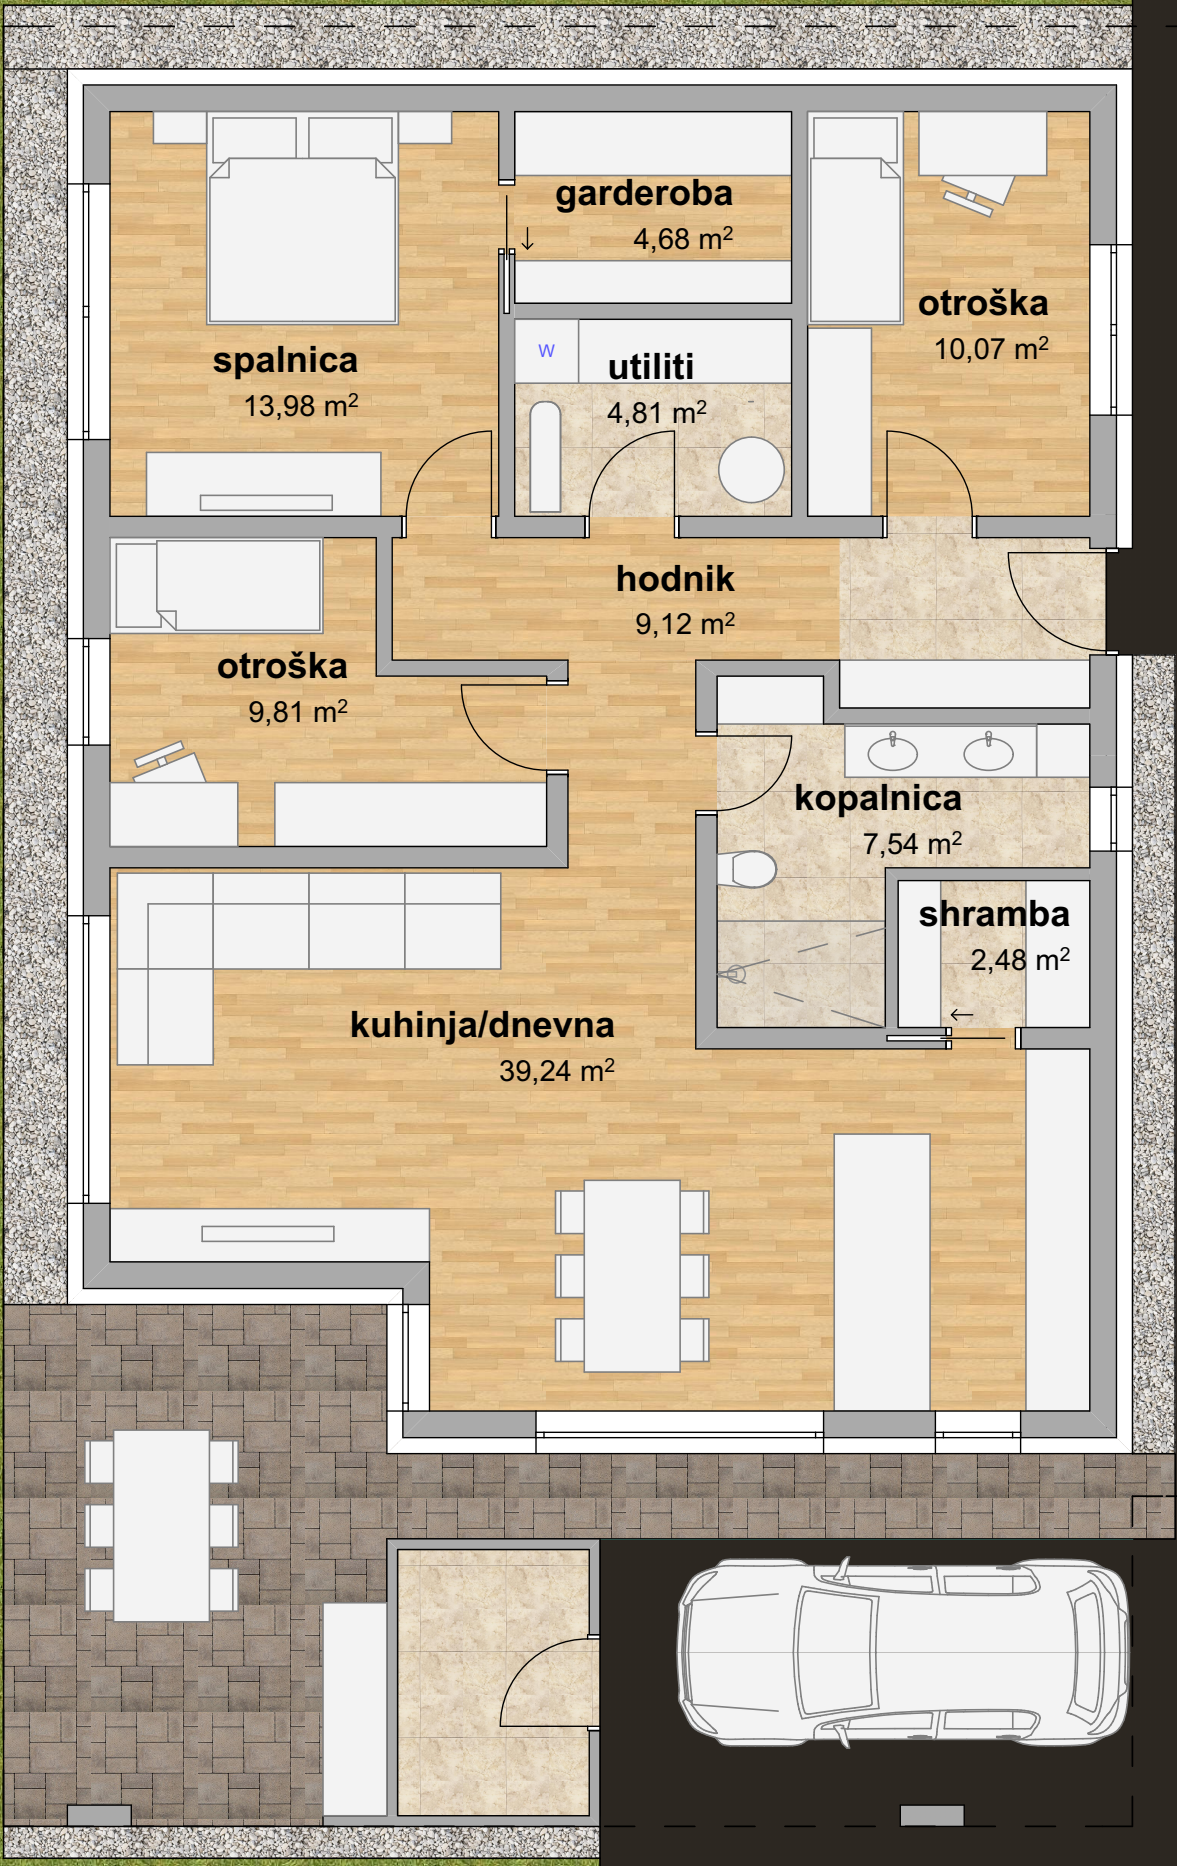 garderoba
4,68 m²
otroška
10,07 m²
spalnica
13,98 m²
W
utiliti
4,81 m²
hodnik
9,12 m²
otroška
9,81 m²
kopalnica
7,54 m²
shramba
2,48 m²
kuhinja/dnevna
39,24 m²